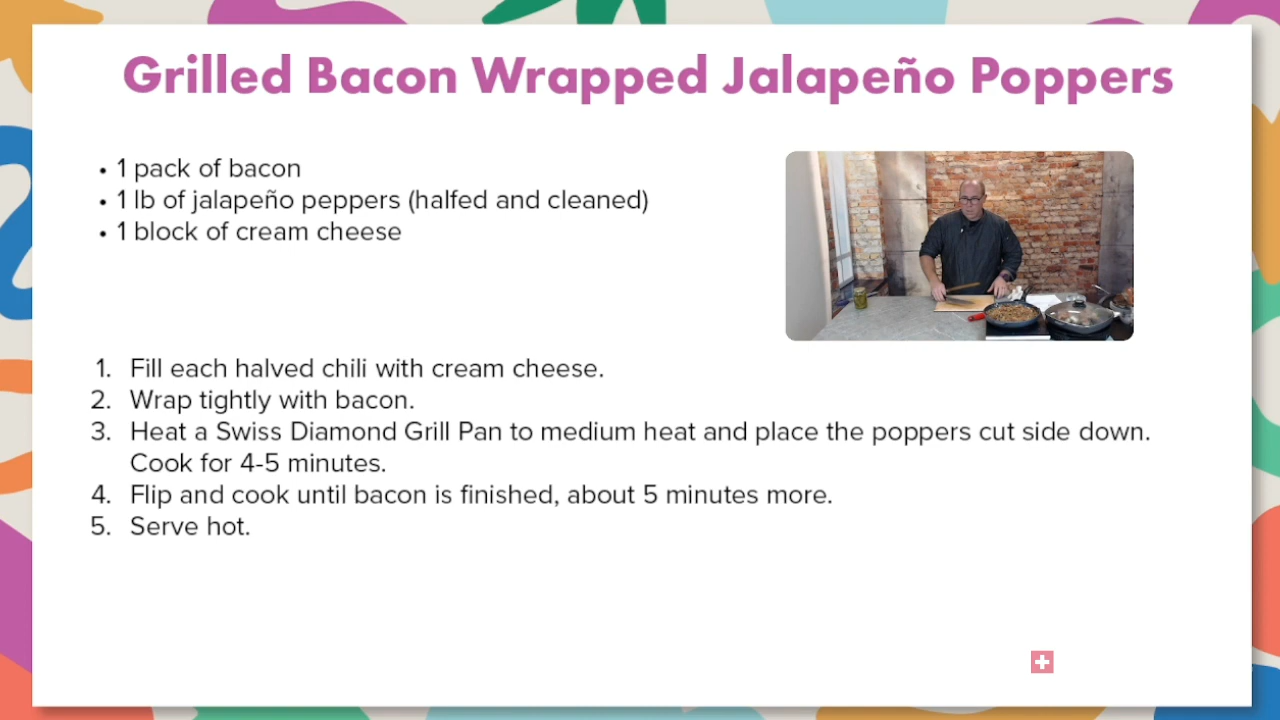 Grilled Bacon Wrapped Jalapeño Poppers
• 1 pack of bacon
• 1 lb of jalapeño peppers (halfed and cleaned)
• 1 block of cream cheese
1. Fill each halved chili with cream cheese.
2. Wrap tightly with bacon.
3. Heat a Swiss Diamond Grill Pan to medium heat and place the poppers cut side down.
Cook for 4-5 minutes.
4. Flip and cook until bacon is finished, about 5 minutes more.
5. Serve hot.